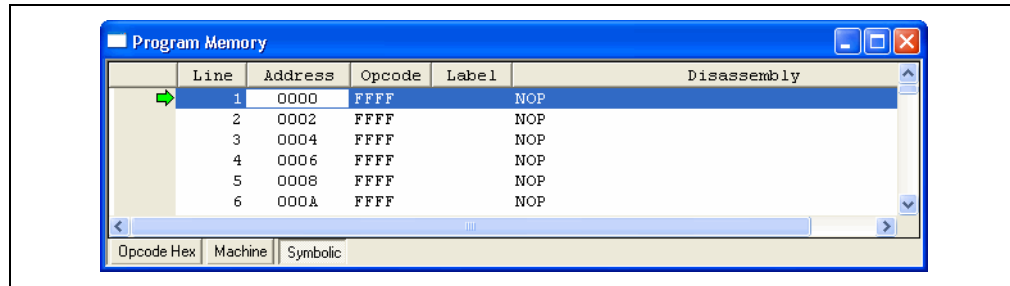 Program Memory
Line Address Opcode Label Disassembly
1 0000 FFFF NOP
2 0002 FFFF NOP
3 0004 FFFF NOP
4 0006 FFFF NOP
5 0008 FFFF NOP
6 000A FFFF NOP
Opcode Hex Machine Symbolic